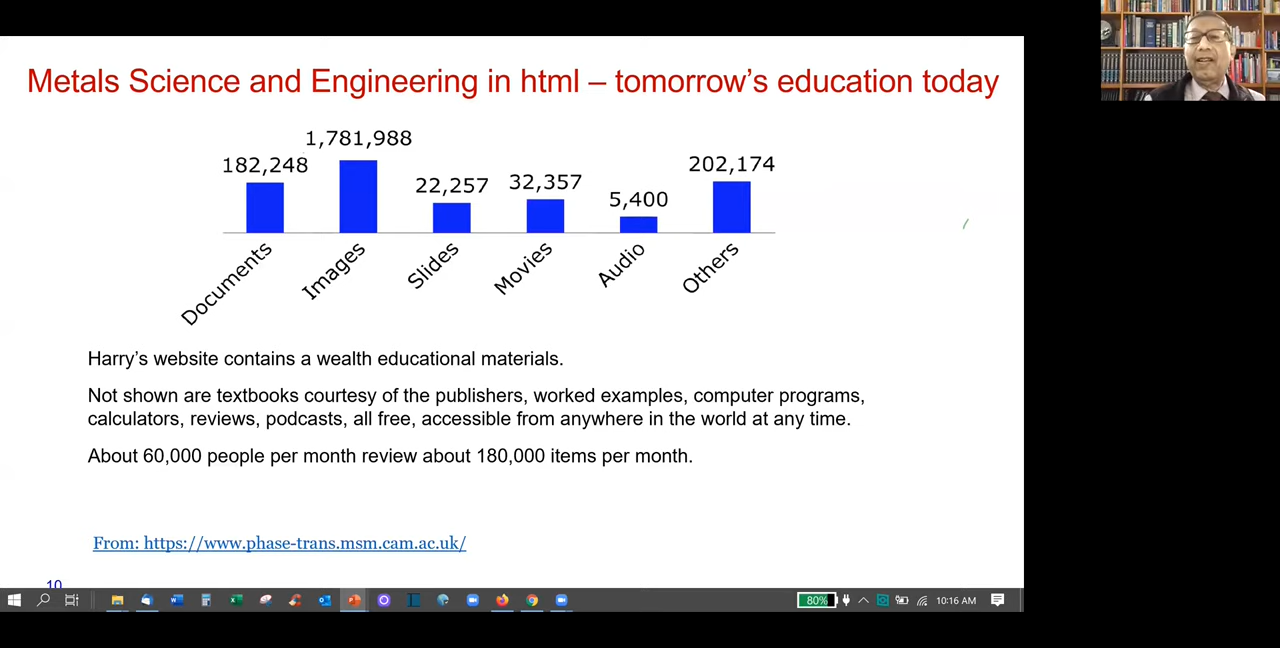 Metals Science and Engineering in html – tomorrow's education today
1,781,988
182,248
22,257
32,357
5,400
202,174
Documents
Images
Slides
Movies
Audio
Others
Harry's website contains a wealth educational materials.
Not shown are textbooks courtesy of the publishers, worked examples, computer programs,
calculators, reviews, podcasts, all free, accessible from anywhere in the world at any time.
About 60,000 people per month review about 180,000 items per month.
From: https://www.phase-trans.msm.cam.ac.uk/
10
80%
10:16 AM